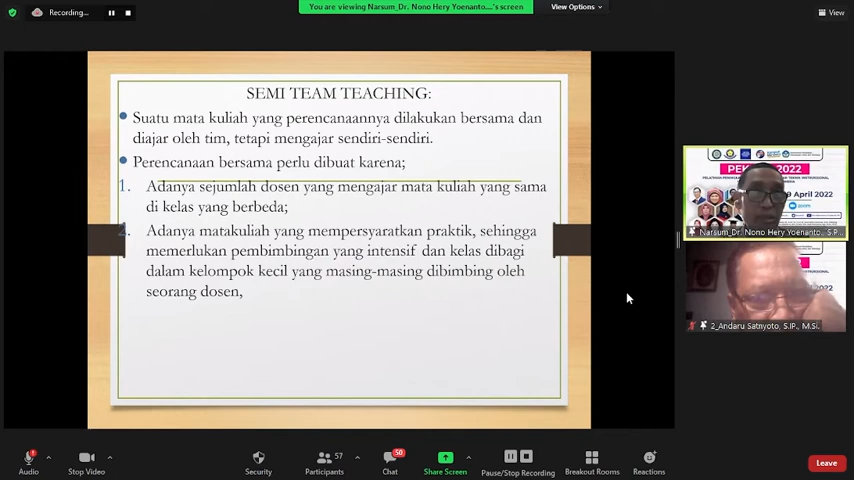 Recording...
You are viewing Narsum_Dr. Nono Hery Yoenanto....'s screen
View Options
View
SEMI TEAM TEACHING:
Suatu mata kuliah yang perencanaannya dilakukan bersama dan
diajar oleh tim, tetapi mengajar sendiri-sendiri.
Perencanaan bersama perlu dibuat karena;
1. Adanya sejumlah dosen yang mengajar mata kuliah yang sama
di kelas yang berbeda;
2. Adanya matakuliah yang mempersyaratkan praktik, sehingga
memerlukan pembimbingan yang intensif dan kelas dibagi
dalam kelompok kecil yang masing-masing dibimbing oleh
seorang dosen,
2022
9 April 2022
zoom
Narsum_Dr. Nono Hery Yoenanto, S.P...
2_Andaru Satnyoto, S.IP., M.Si.
Audio
Stop Video
Security
57
Participants
50
Chat
Share Screen
Pause/Stop Recording
Breakout Rooms
Reactions
Leave